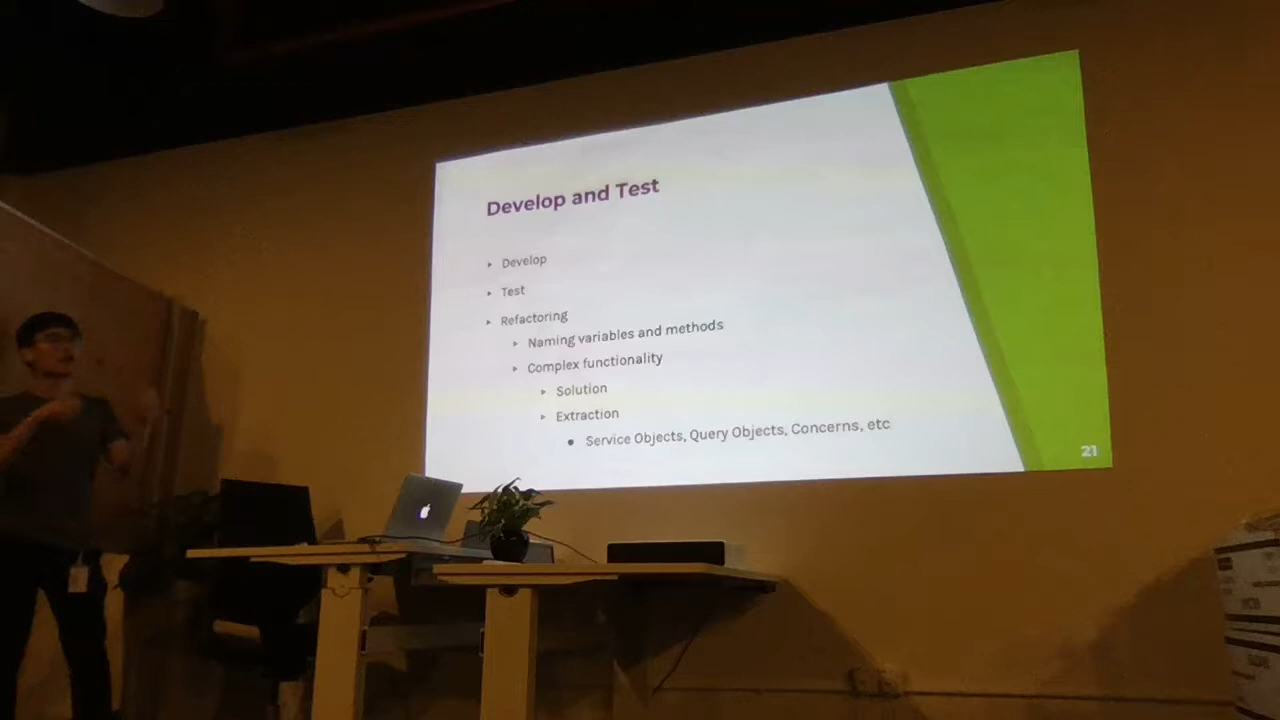 Develop and Test
Develop
Test
Refactoring
Naming variables and methods
Complex functionality
Solution
Extraction
Service Objects, Query Objects, Concerns, etc
21